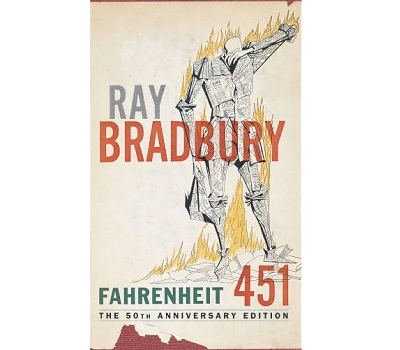 RAY
BRADBURY
FAHRENHEIT 451
THE 50TH ANNIVERSARY EDITION